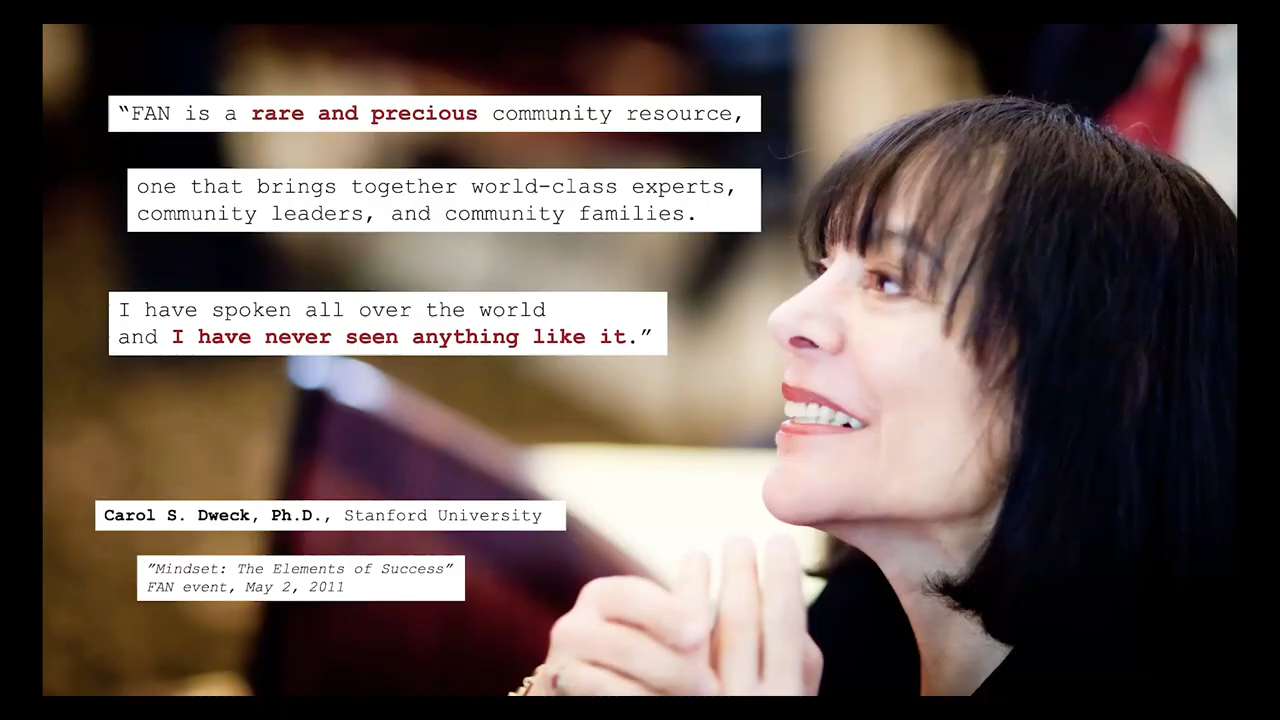 “FAN is a rare and precious community resource,
one that brings together world-class experts,
community leaders, and community families.
I have spoken all over the world
and I have never seen anything like it.”
Carol S. Dweck, Ph.D., Stanford University
”Mindset: The Elements of Success”
FAN event, May 2, 2011